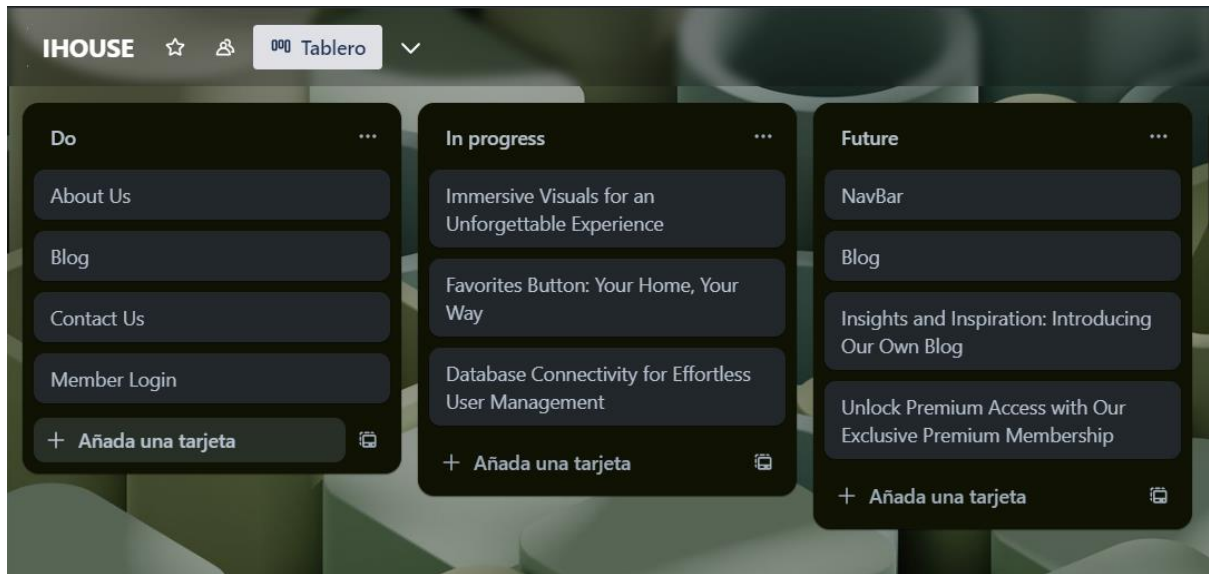 IHOUSE
Tablero
Do
About Us
Blog
Contact Us
Member Login
Añada una tarjeta
In progress
Immersive Visuals for an
Unforgettable Experience
Favorites Button: Your Home, Your
Way
Database Connectivity for Effortless
User Management
Añada una tarjeta
Future
NavBar
Blog
Insights and Inspiration: Introducing
Our Own Blog
Unlock Premium Access with Our
Exclusive Premium Membership
Añada una tarjeta